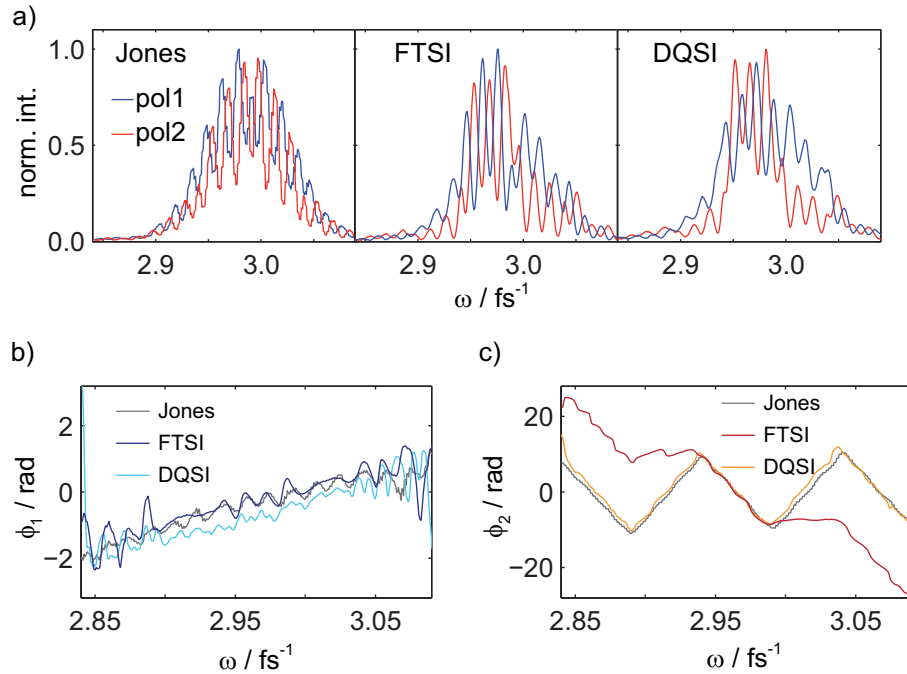 a)
Jones FTSI DQSI
pol1
pol2
norm. int.
1.0
0.5
0.0
2.9 3.0 2.9 3.0 2.9 3.0
ω / fs⁻¹
b)
Jones
FTSI
DQSI
ϕ₁ / rad
2
0
−2
2.85 2.95 3.05
ω / fs⁻¹
c)
Jones
FTSI
DQSI
ϕ₂ / rad
20
0
−20
2.85 2.95 3.05
ω / fs⁻¹